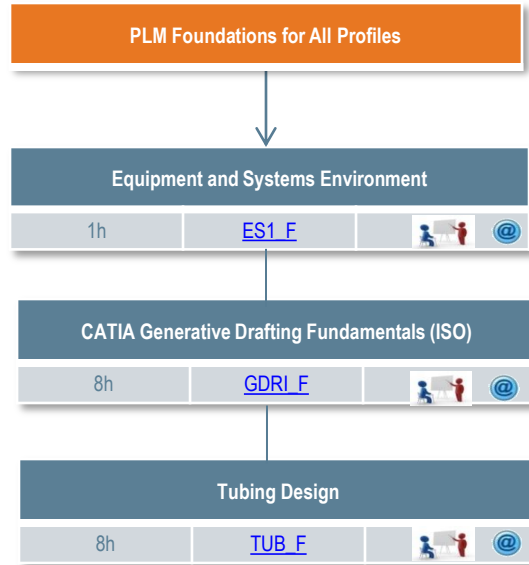 PLM Foundations for All Profiles
Equipment and Systems Environment
1h ES1_F @
CATIA Generative Drafting Fundamentals (ISO)
8h GDRI_F @
Tubing Design
8h TUB_F @